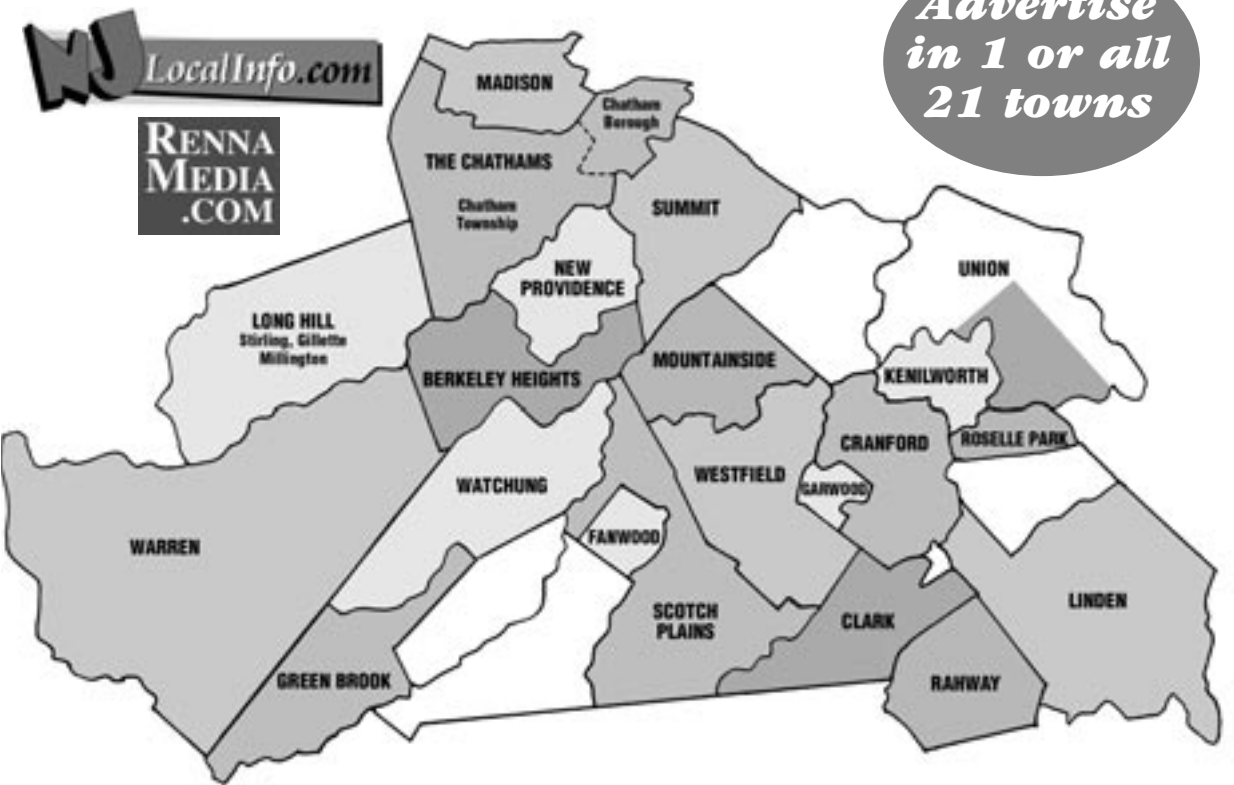 NJ
LocalInfo.com
RENNA
MEDIA
.COM
Advertise
in 1 or all
21 towns
MADISON
Chatham
Borough
THE CHATHAMS
Chatham
Township
SUMMIT
NEW
PROVIDENCE
UNION
LONG HILL
Stirling, Gillette
Millington
BERKELEY HEIGHTS
MOUNTAINSIDE
KENILWORTH
CRANFORD
ROSELLE PARK
WATCHUNG
WESTFIELD
GARWOOD
WARREN
FANWOOD
SCOTCH
PLAINS
CLARK
LINDEN
GREEN BROOK
RAHWAY